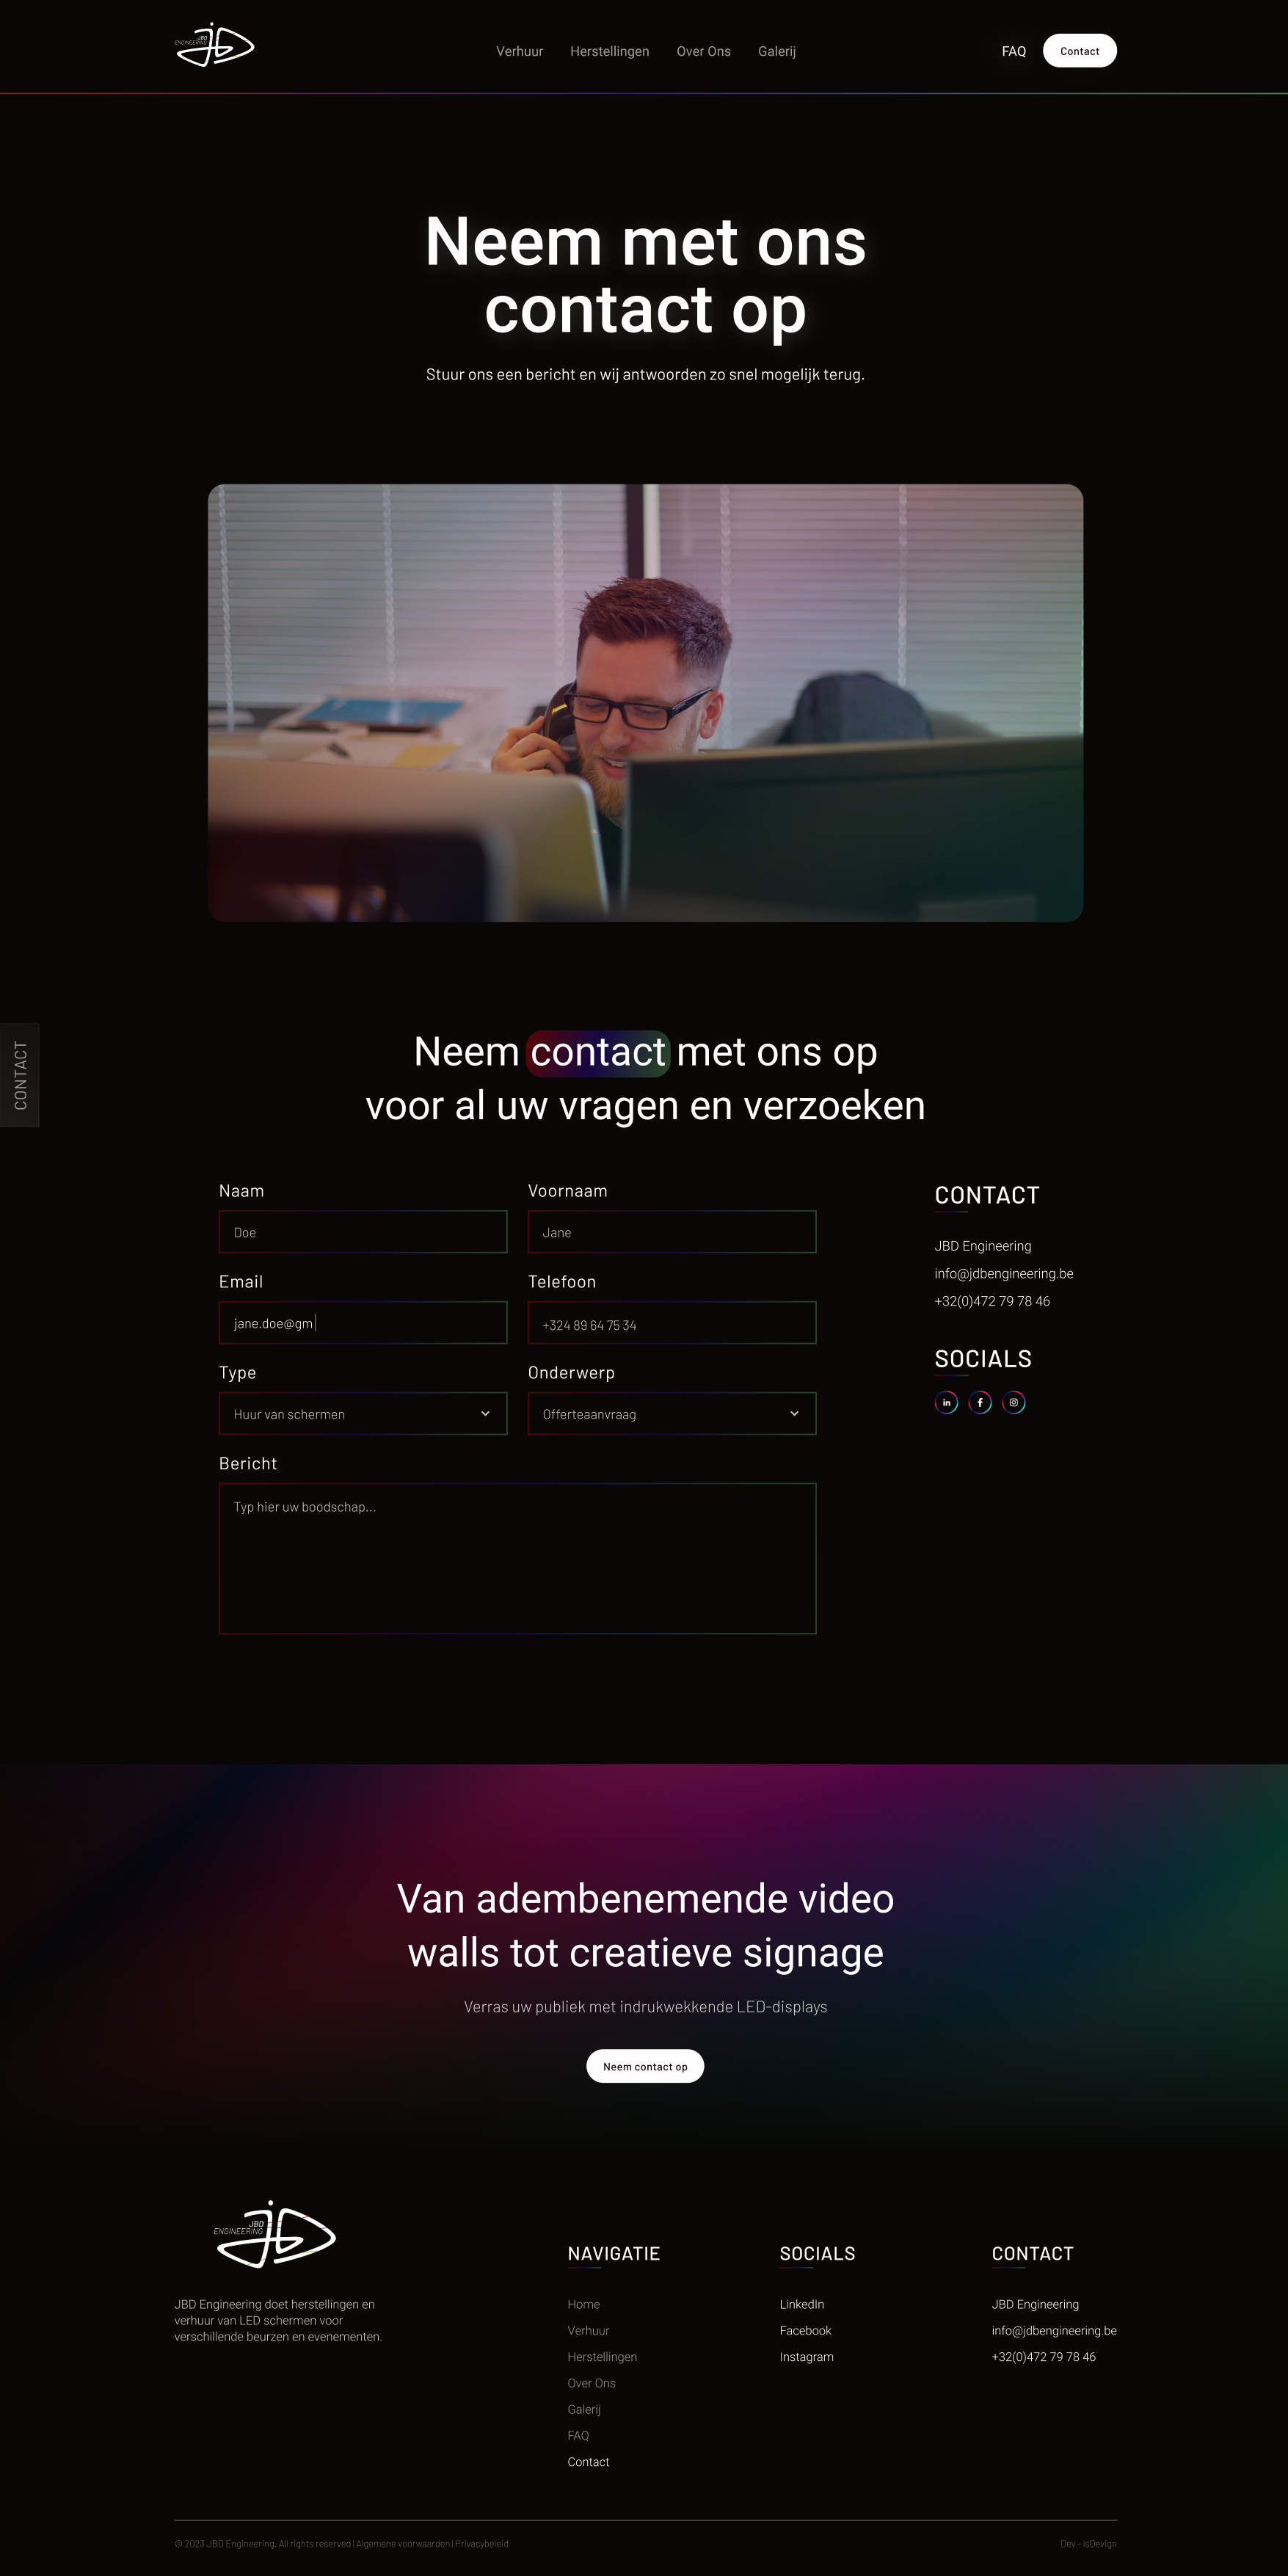 JBD
ENGINEERING
Verhuur
Herstellingen
Over Ons
Galerij
FAQ
Contact
Neem met ons
contact op
Stuur ons een bericht en wij antwoorden zo snel mogelijk terug.
CONTACT
Neem contact met ons op
voor al uw vragen en verzoeken
Naam
Doe
Voornaam
Jane
Email
jane.doe@gm
Telefoon
+324 89 64 75 34
Type
Huur van schermen
Onderwerp
Offerteaanvraag
Bericht
Typ hier uw boodschap...
CONTACT
JBD Engineering
info@jdbengineering.be
+32(0)472 79 78 46
SOCIALS
in
f
Van adembenemende video
walls tot creatieve signage
Verras uw publiek met indrukwekkende LED-displays
Neem contact op
JBD
ENGINEERING
JBD Engineering doet herstellingen en
verhuur van LED schermen voor
verschillende beurzen en evenementen.
NAVIGATIE
Home
Verhuur
Herstellingen
Over Ons
Galerij
FAQ
Contact
SOCIALS
LinkedIn
Facebook
Instagram
CONTACT
JBD Engineering
info@jdbengineering.be
+32(0)472 79 78 46
© 2023 JBD Engineering. All rights reserved | Algemene voorwaarden | Privacybeleid
Dev - IsDevign